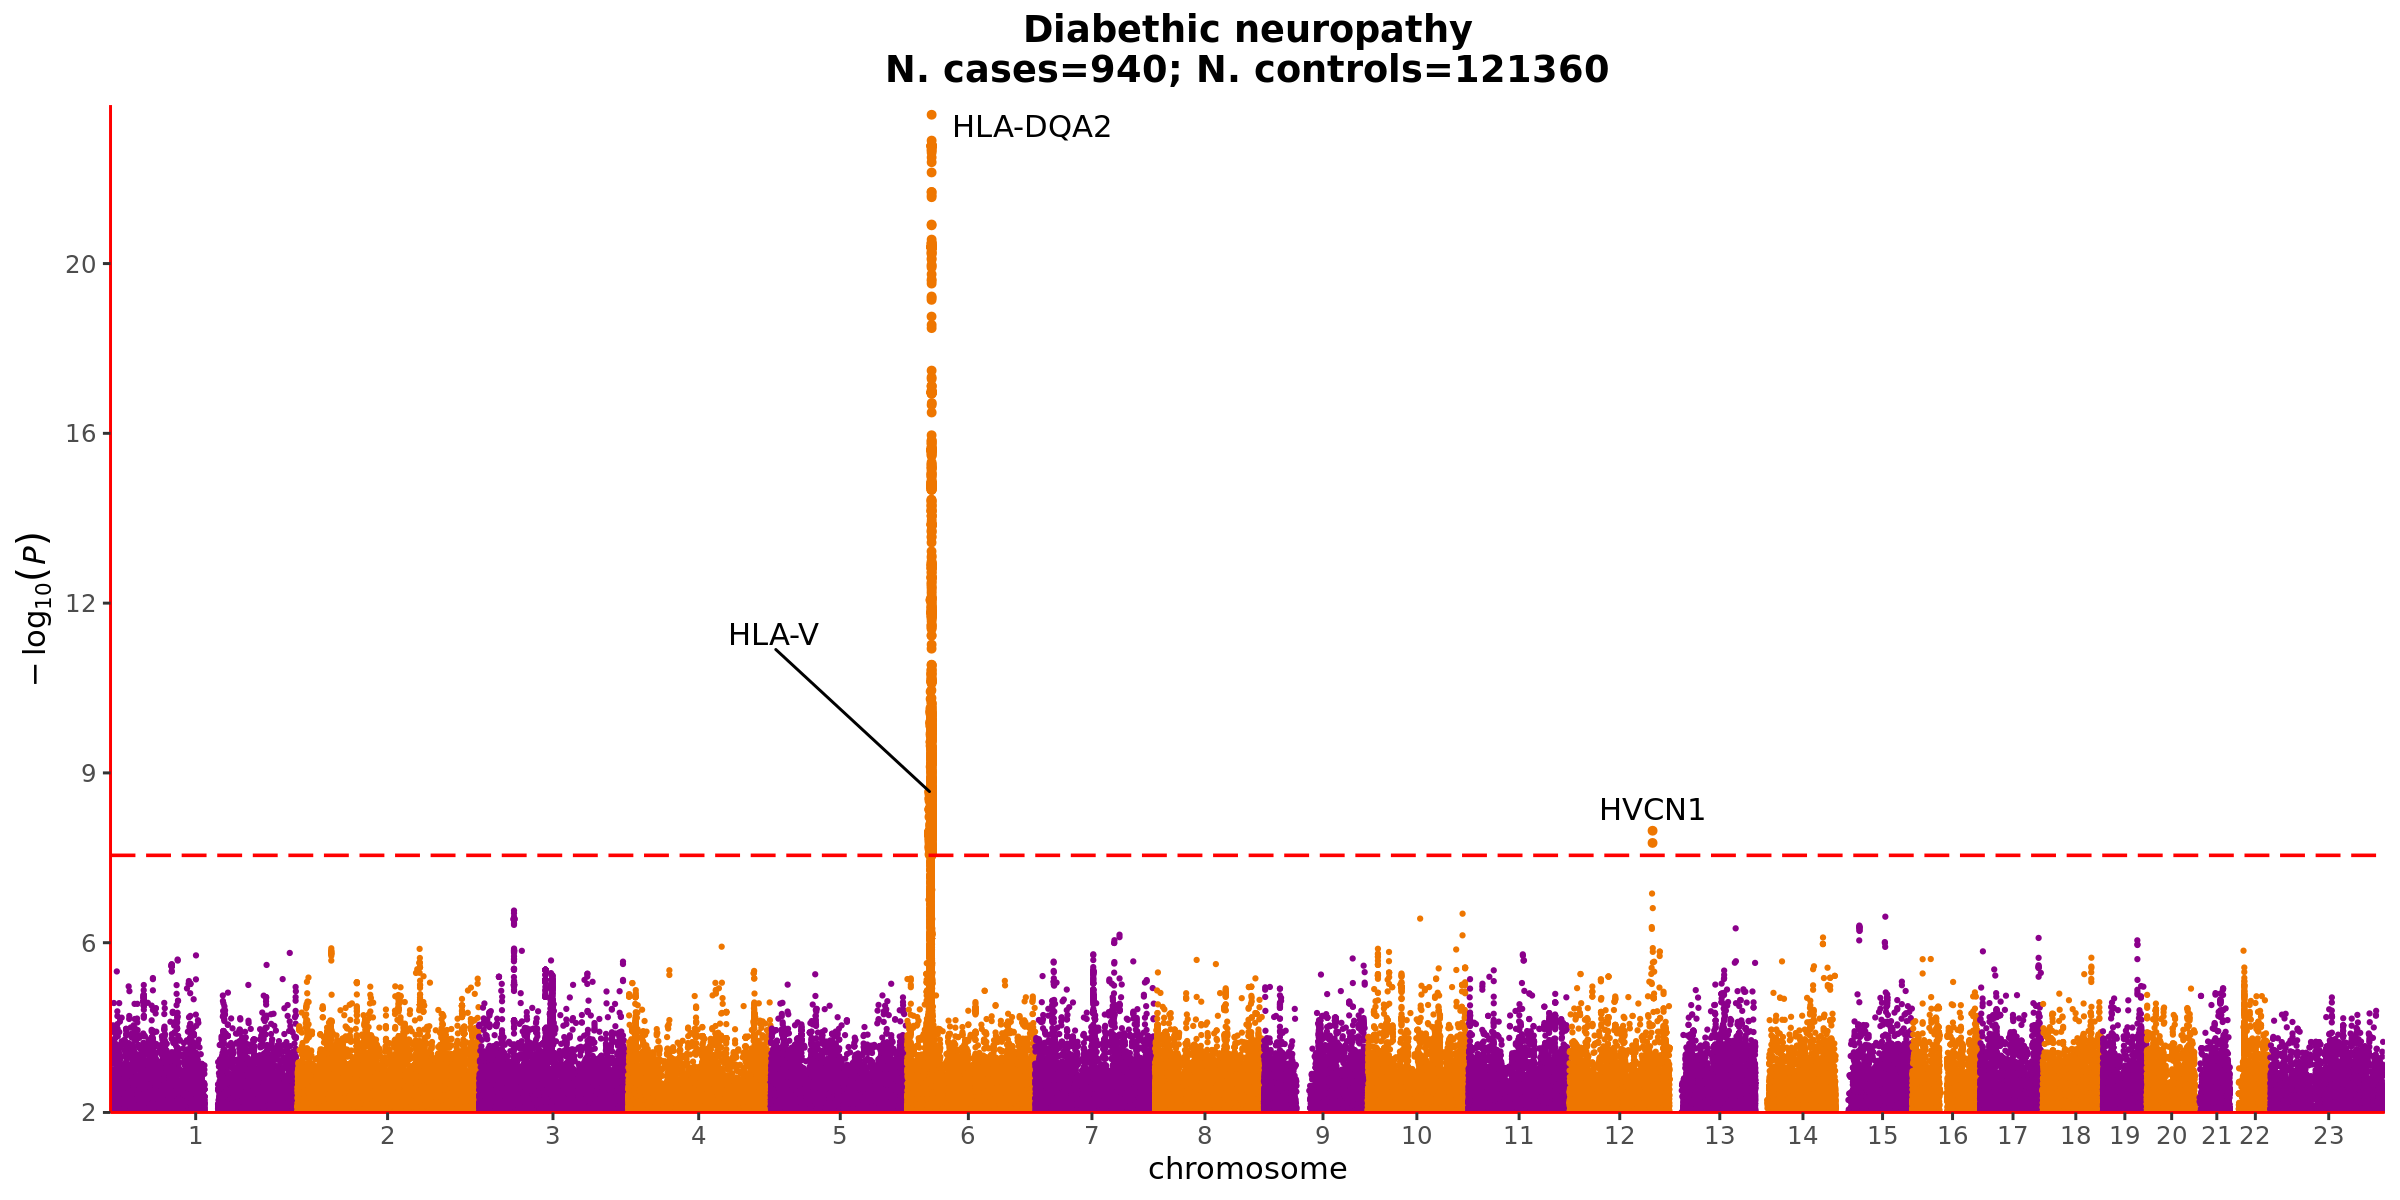 Diabethic neuropathy
N. cases=940; N. controls=121360
HLA-DQA2
20
16
− log₁₀(P)
12
HLA-V
9
HVCN1
6
2
1 2 3 4 5 6 7 8 9 10 11 12 13 14 15 16 17 18 19 20 21 22 23
chromosome